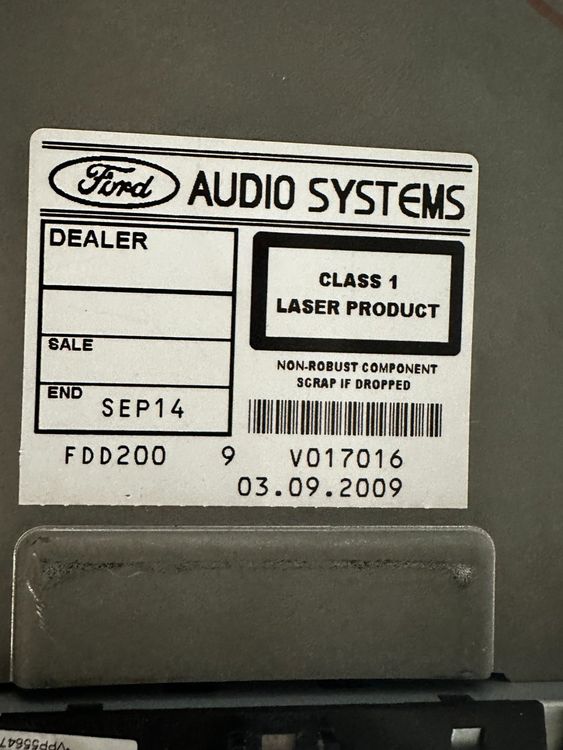 Ford AUDIO SYSTEMS
DEALER
SALE
END SEP14
CLASS 1
LASER PRODUCT
NON-ROBUST COMPONENT
SCRAP IF DROPPED
FDD200 9 V017016
03.09.2009
VPP55647